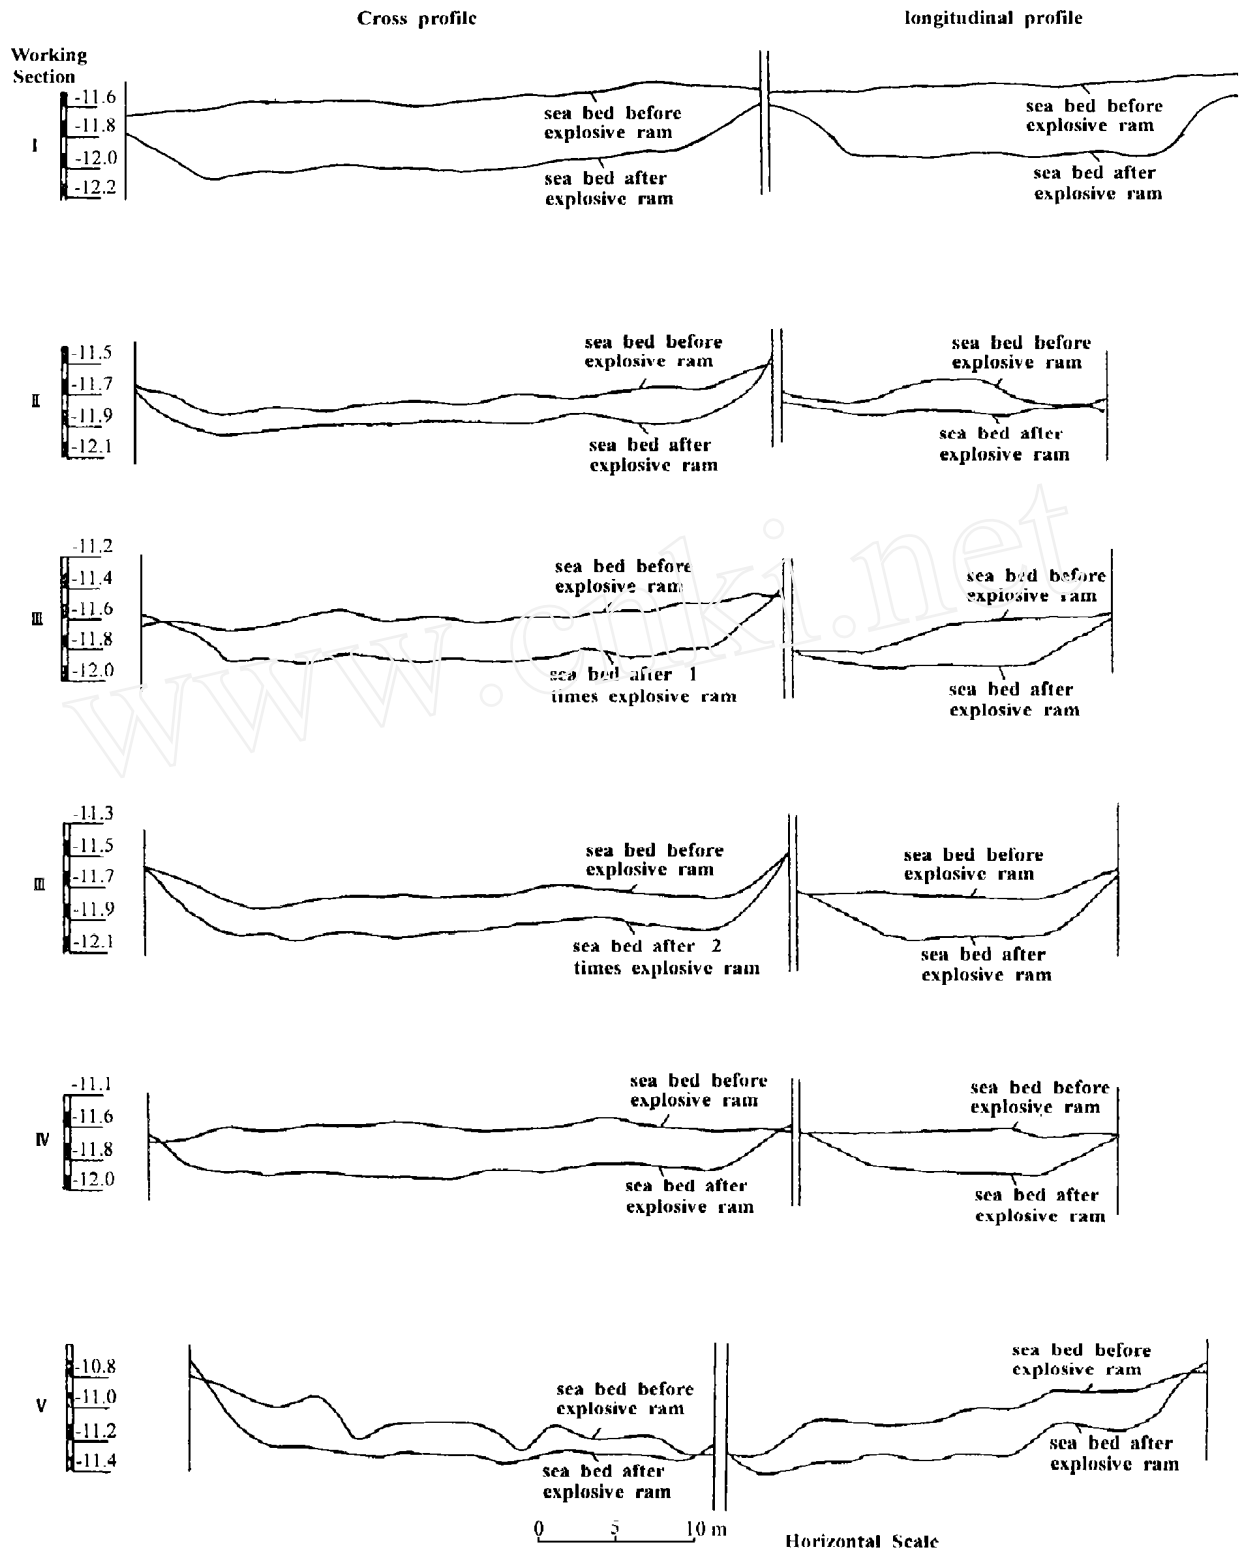 Cross profile
longitudinal profile
Working
Section
I
-11.6
-11.8
-12.0
-12.2
sea bed before
explosive ram
sea bed after
explosive ram
sea bed before
explosive ram
sea bed after
explosive ram
II
-11.5
-11.7
-11.9
-12.1
sea bed before
explosive ram
sea bed after
explosive ram
sea bed before
explosive ram
sea bed after
explosive ram
III
-11.2
-11.4
-11.6
-11.8
-12.0
sea bed before
explosive ram
sea bed after 1
times explosive ram
sea bed before
explosive ram
sea bed after
explosive ram
www.cnki.net
III
-11.3
-11.5
-11.7
-11.9
-12.1
sea bed before
explosive ram
sea bed after 2
times explosive ram
sea bed before
explosive ram
sea bed after
explosive ram
IV
-11.1
-11.6
-11.8
-12.0
sea bed before
explosive ram
sea bed after
explosive ram
sea bed before
explosive ram
sea bed after
explosive ram
V
-10.8
-11.0
-11.2
-11.4
sea bed before
explosive ram
sea bed after
explosive ram
sea bed before
explosive ram
sea bed after
explosive ram
0 5 10 m
Horizontal Scale